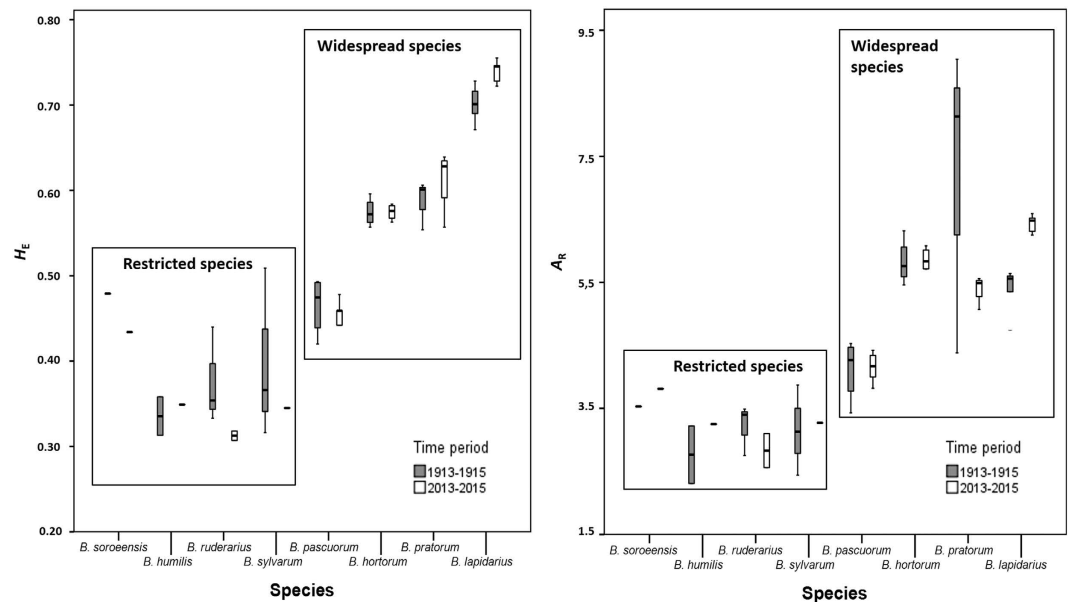 0.80
0.70
0.60
0.50
0.40
0.30
0.20
HE
Widespread species
Restricted species
Time period
1913-1915
2013-2015
B. soroeensis
B. ruderarius
B. pascuorum
B. pratorum
B. humilis
B. sylvarum
B. hortorum
B. lapidarius
Species
9.5
7.5
5,5
3.5
1.5
AR
Widespread
species
Restricted species
Time period
1913-1915
2013-2015
B. soroeensis
B. ruderarius
B. pascuorum
B. pratorum
B. humilis
B. sylvarum
B. hortorum
B. lapidarius
Species